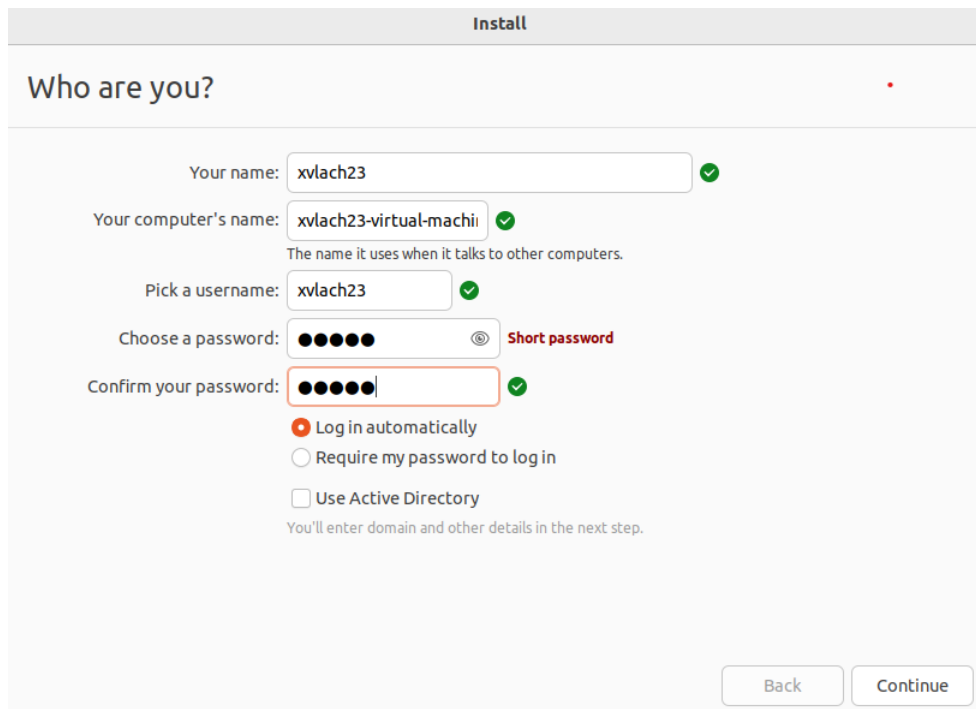 Install
Who are you?
Your name: xvlach23
Your computer's name: xvlach23-virtual-machi
The name it uses when it talks to other computers.
Pick a username: xvlach23
Choose a password: ●●●●● Short password
Confirm your password: ●●●●●
Log in automatically
Require my password to log in
Use Active Directory
You'll enter domain and other details in the next step.
Back Continue